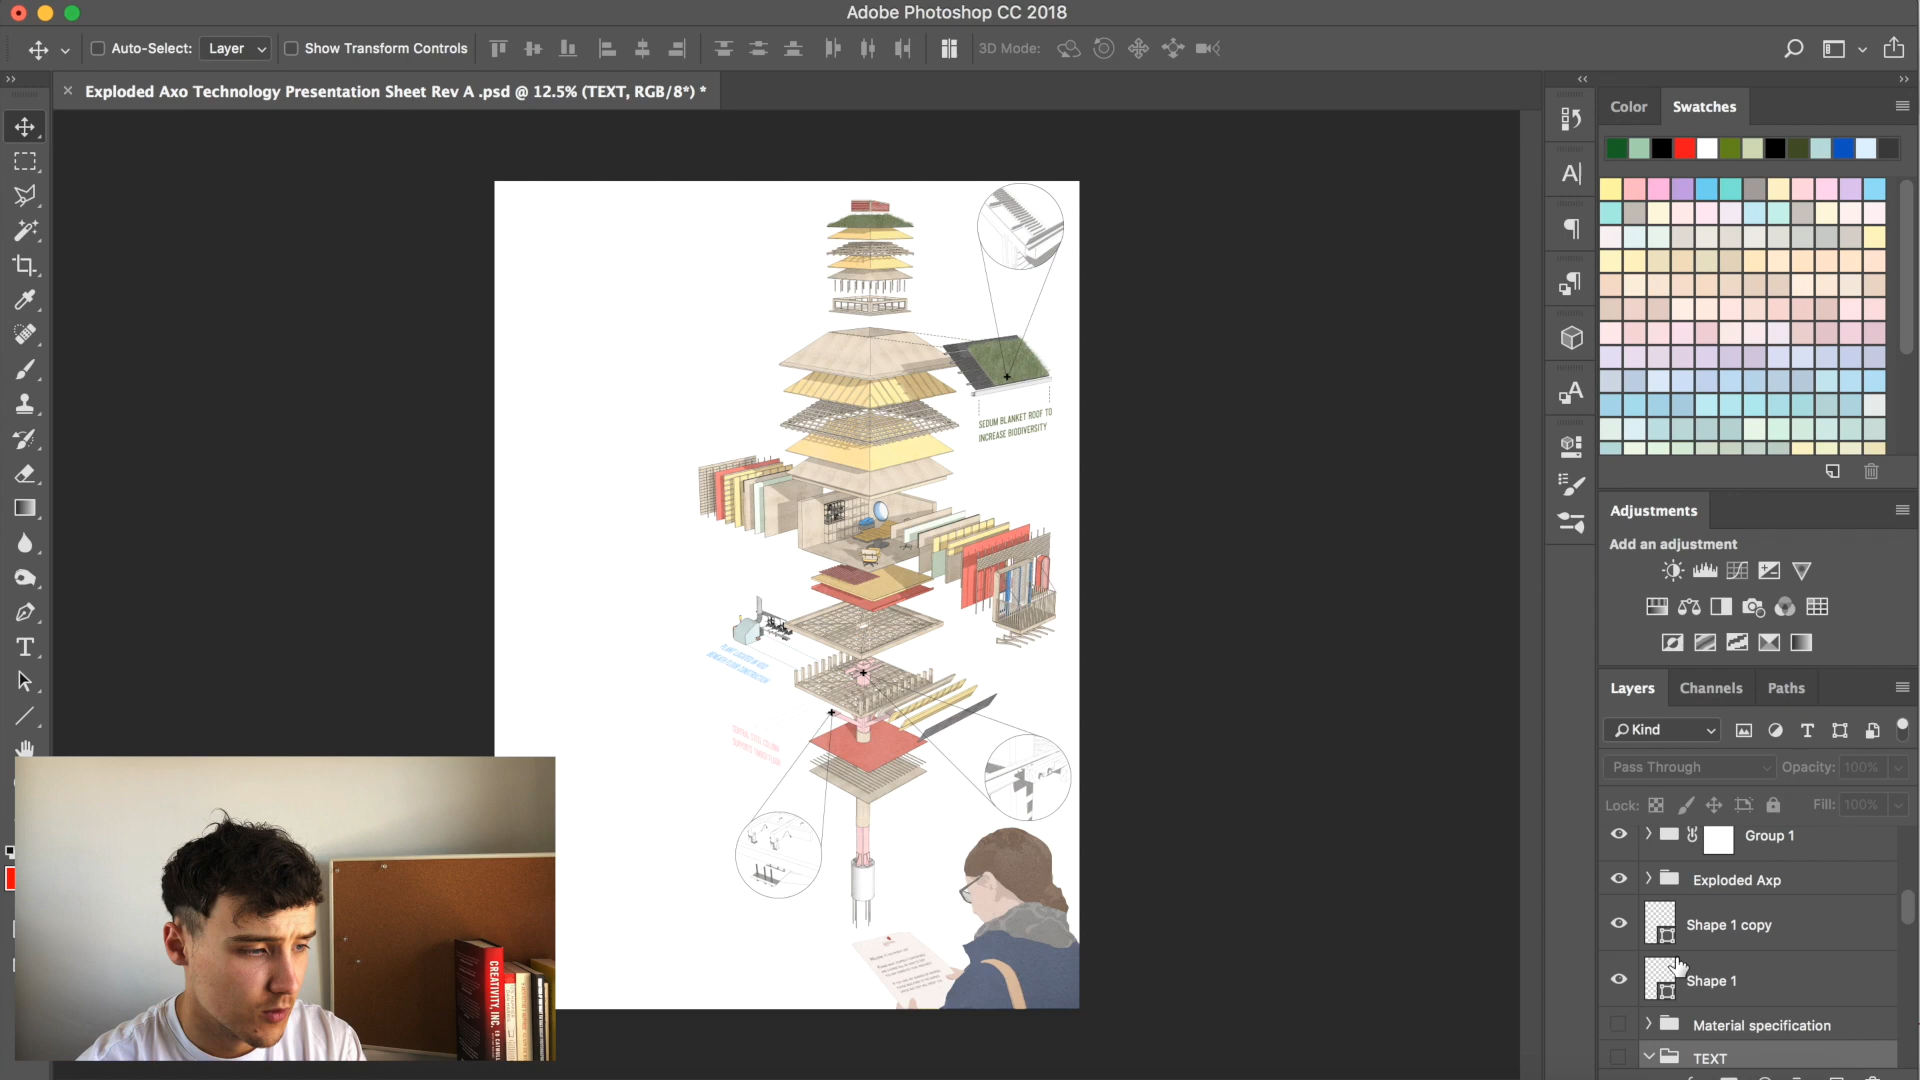 Adobe Photoshop CC 2018
Auto-Select:
Layer
Show Transform Controls
3D Mode:
Exploded Axo Technology Presentation Sheet Rev A .psd @ 12.5% (TEXT, RGB/8*) *
Color
Swatches
SEDUM BLANKET ROOF TO
INCREASE BIODIVERSITY
Adjustments
Add an adjustment
Layers
Channels
Paths
Kind
Pass Through
Opacity: 100%
Lock:
Fill: 100%
Group 1
Exploded Axp
Shape 1 copy
Shape 1
Material specification
TEXT
CREATIVITY, INC.
ED CATMULL